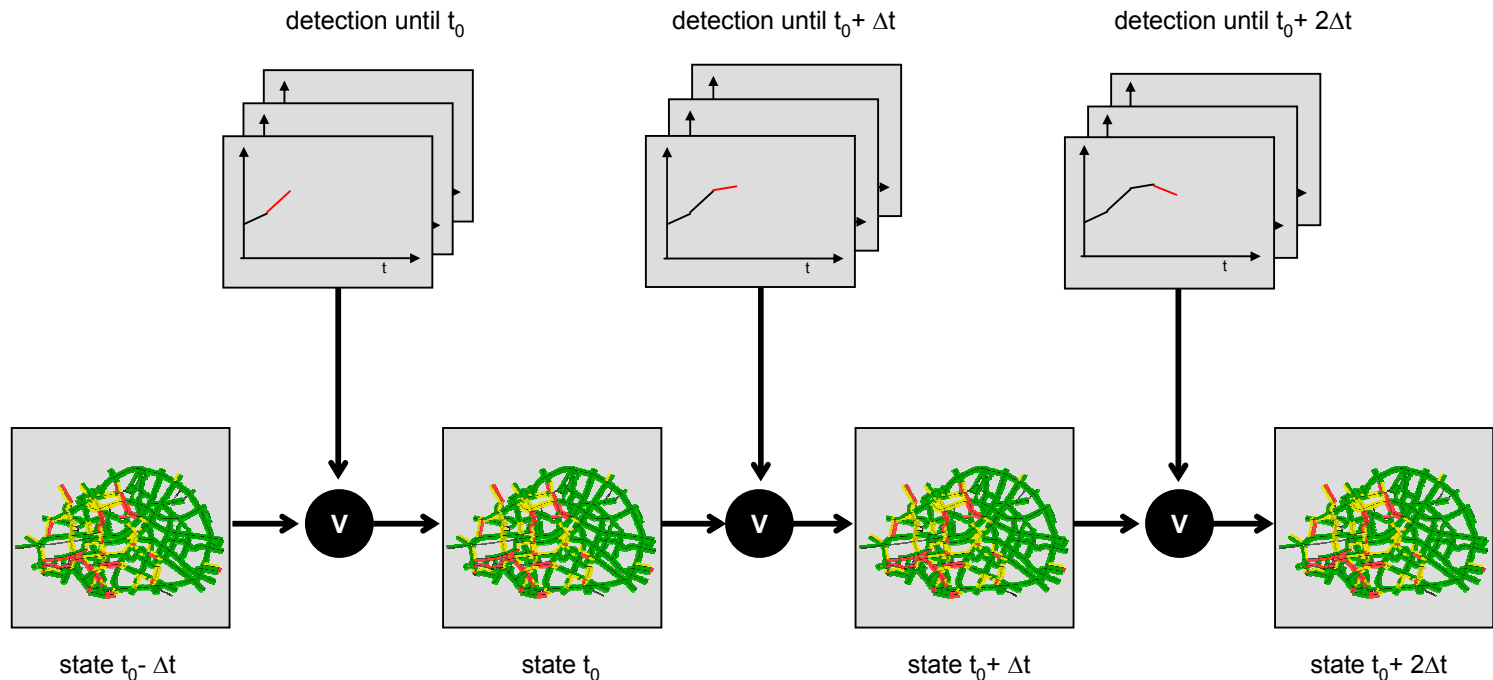 detection until t₀
detection until t₀+ Δt
detection until t₀+ 2Δt
t
t
t
V
V
V
state t₀- Δt
state t₀
state t₀+ Δt
state t₀+ 2Δt